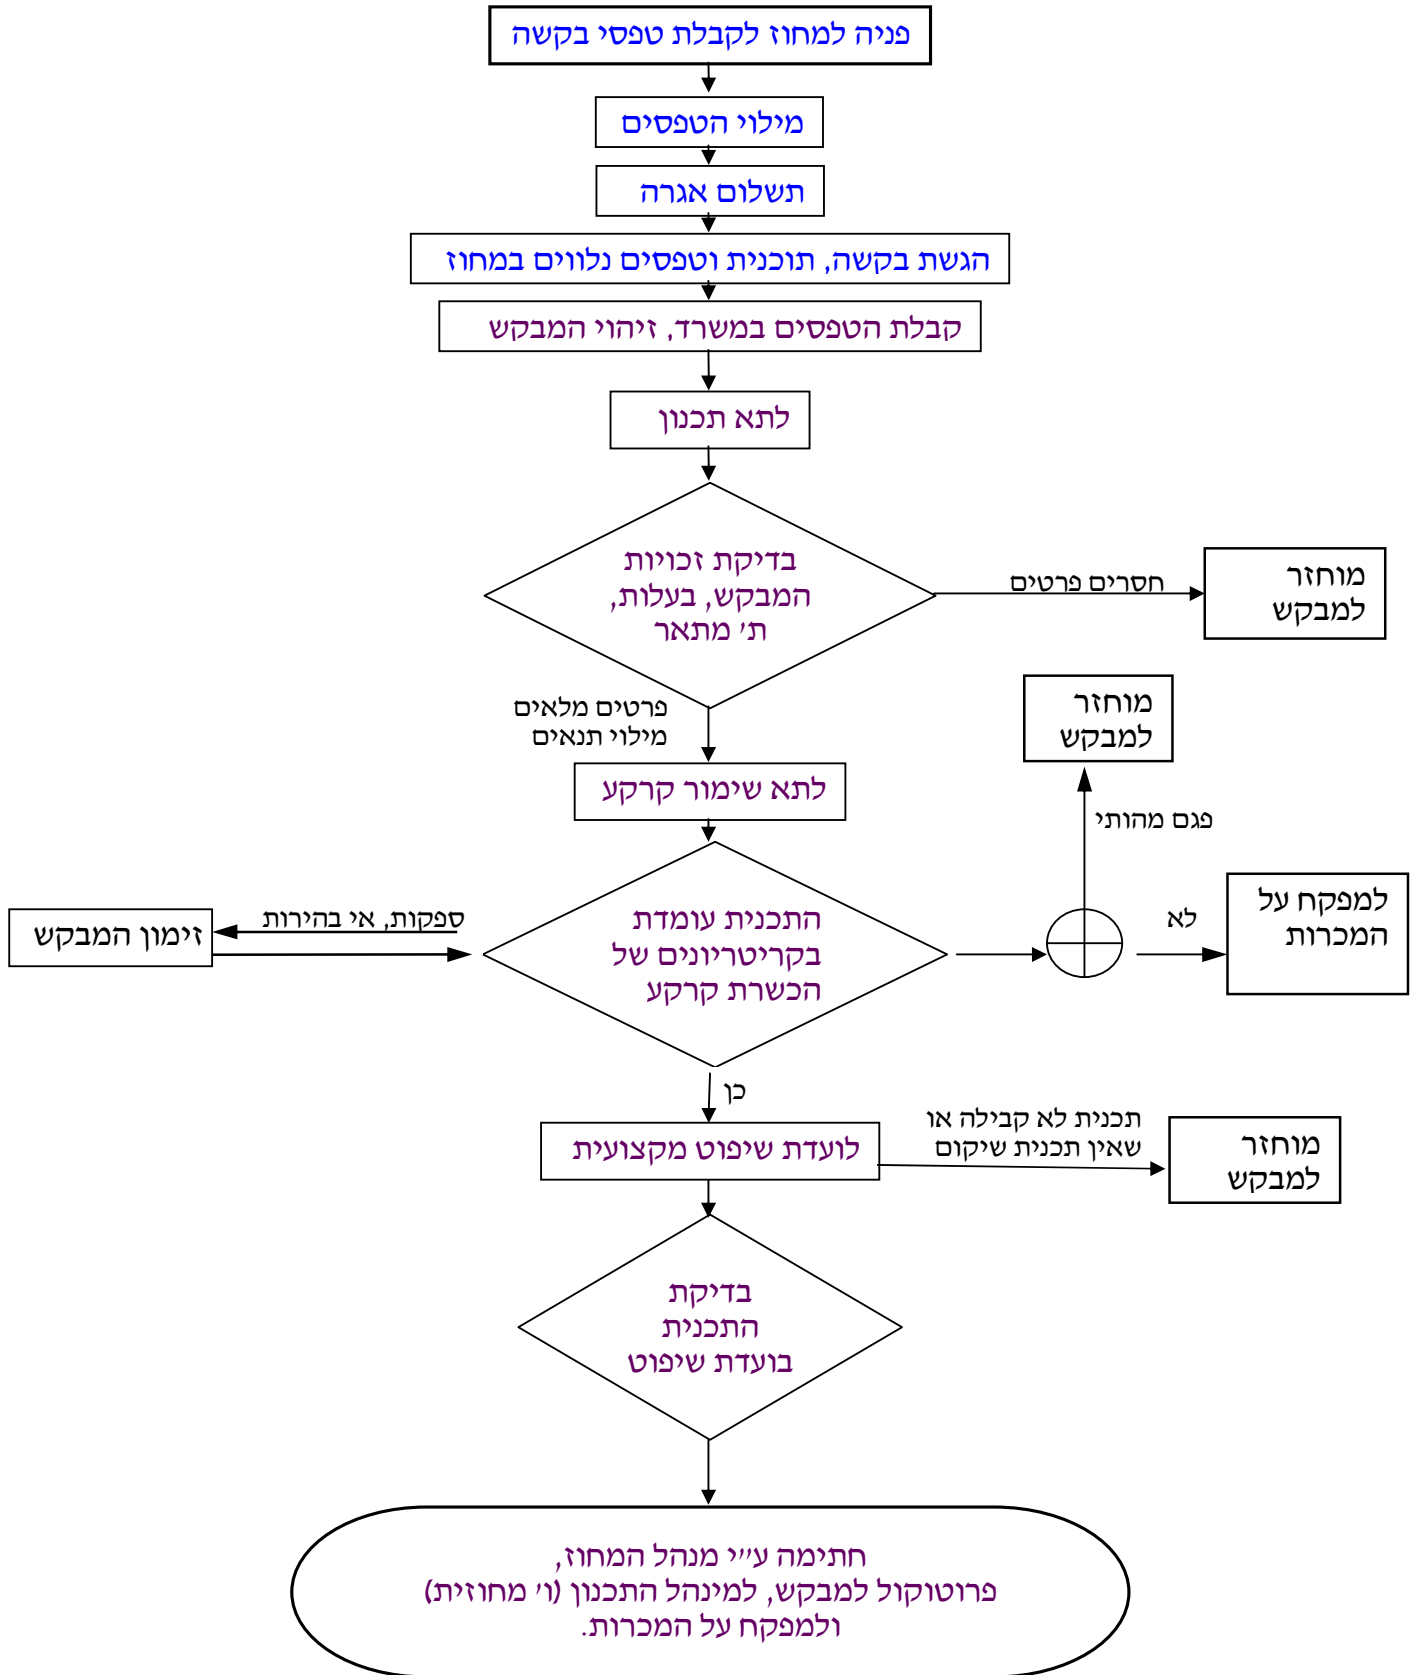 פניה למחוז לקבלת טפסי בקשה
מילוי הטפסים
תשלום אגרה
הגשת בקשה, תוכנית וטפסים נלווים במחוז
קבלת הטפסים במשרד, זיהוי המבקש
לתא תכנון
בדיקת זכויות
המבקש, בעלות,
ת' מתאר
חסרים פרטים
מוחזר
למבקש
פרטים מלאים
מילוי תנאים
לתא שימור קרקע
מוחזר
למבקש
פגם מהותי
למפקח על
המכרות
לא
התכנית עומדת
בקריטריונים של
הכשרת קרקע
ספקות, אי בהירות
זימון המבקש
כן
לועדת שיפוט מקצועית
תכנית לא קבילה או
שאין תכנית שיקום
מוחזר
למבקש
בדיקת
התכנית
בועדת שיפוט
חתימה ע"י מנהל המחוז,
פרוטוקול למבקש, למינהל התכנון (ו' מחוזית)
ולמפקח על המכרות.